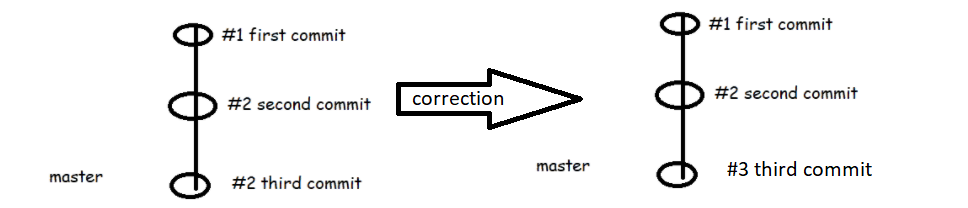 #1 first commit
#2 second commit
master
#2 third commit
correction
#1 first commit
#2 second commit
master
#3 third commit